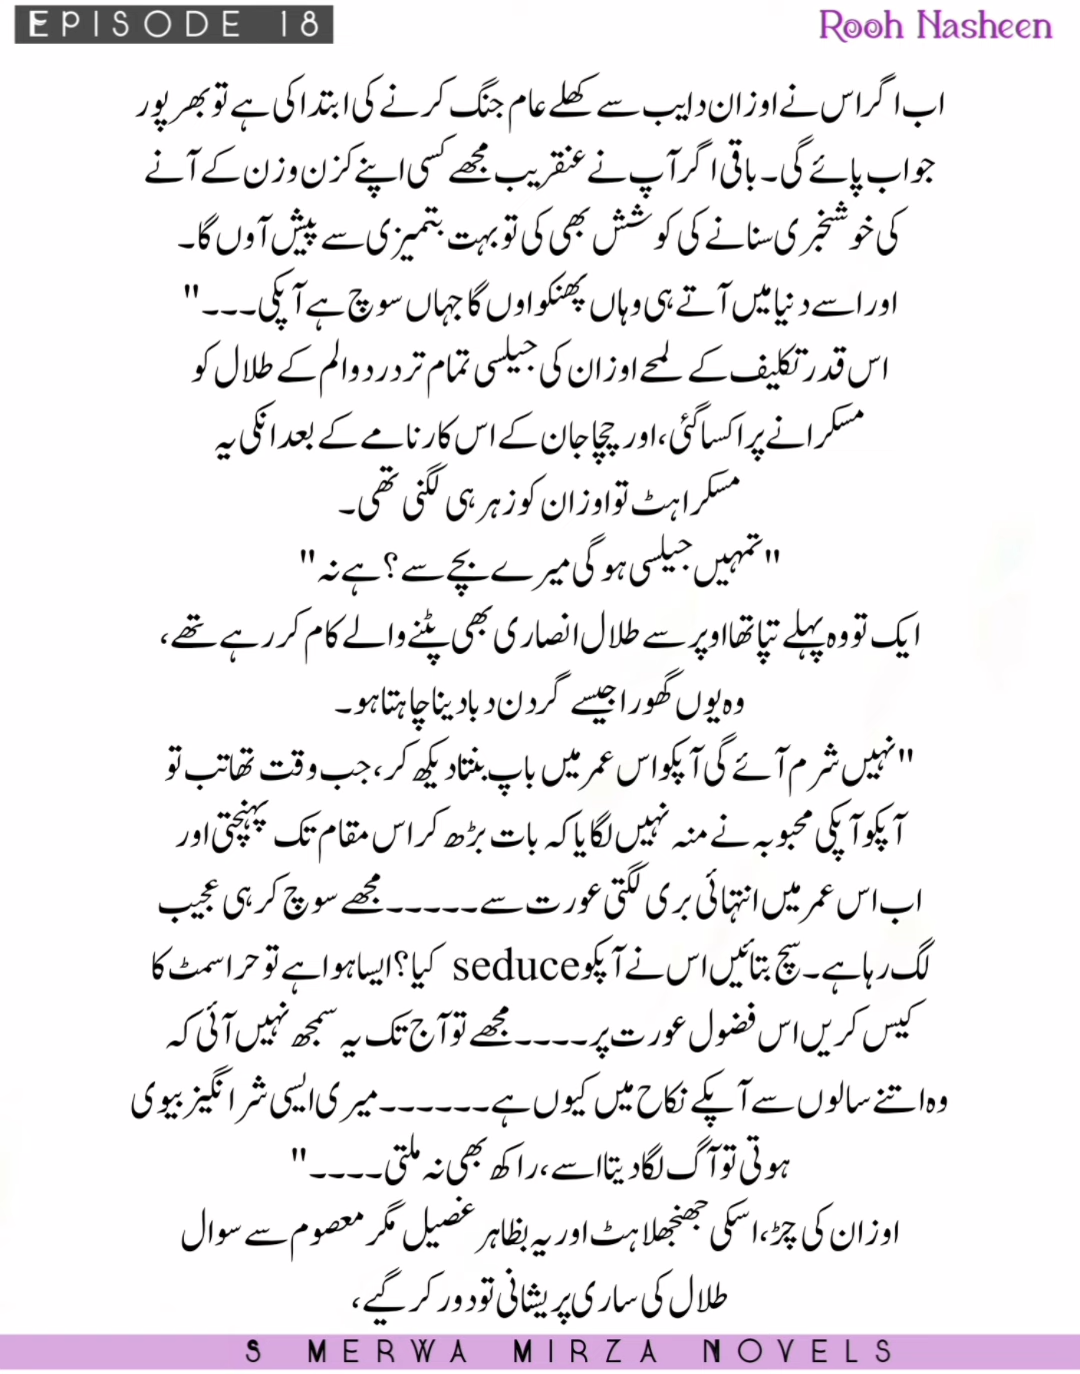 EPISODE 18
Rooh Nasheen
اب اگر اس نے اوزان دایب سے کھلے عام جنگ کرنے کی ابتدا کی ہے تو بھرپور
جواب پائے گی۔ باقی اگر آپ نے عنقریب مجھے کسی اپنے کزن وزن کے آنے
کی خوشخبری سنانے کی کوشش بھی کی تو بہت بتمیزی سے پیش آوں گا۔
اور اسے دنیا میں آتے ہی وہاں پھنکواوں گا جہاں سوچ ہے آپکی۔۔۔"
اس قدر تکلیف کے لمحے اوزان کی جیلسی تمام تر درد والم کے طلال کو
مسکرانے پر اکسا گئی، اور چچا جان کے اس کارنامے کے بعد انکی یہ
مسکراہٹ تو اوزان کو زہر ہی لگنی تھی۔
"تمہیں جیلسی ہو گی میرے بچے سے؟ ہے نہ"
ایک تو وہ پہلے تپا تھا اوپر سے طلال انصاری بھی پٹنے والے کام کر رہے تھے،
وہ یوں گھورا جیسے گردن دبا دینا چاہتا ہو۔
"نہیں شرم آئے گی آپکو اس عمر میں باپ بنتا دیکھ کر، جب وقت تھا تب تو
آپکو آپکی محبوبہ نے منہ نہیں لگایا کہ بات بڑھ کر اس مقام تک پہنچتی اور
اب اس عمر میں انتہائی بری لگتی عورت سے۔۔۔۔۔ مجھے سوچ کر ہی عجیب
لگ رہا ہے۔ سچ بتائیں اس نے آپکو seduce کیا؟ ایسا ہوا ہے تو حراسمٹ کا
کیس کریں اس فضول عورت پر۔۔۔۔ مجھے تو آج تک یہ سمجھ نہیں آئی کہ
وہ اتنے سالوں سے آپکے نکاح میں کیوں ہے۔۔۔۔۔۔ میری ایسی شر انگیز بیوی
ہوتی تو آگ لگا دیتا اسے، راکھ بھی نہ ملتی۔۔۔۔"
اوزان کی چڑ، اسکی جھنجھلاہٹ اور یہ بظاہر غصیل مگر معصوم سے سوال
طلال کی ساری پریشانی تو دور کر گیے،
S MERWA MIRZA NOVELS